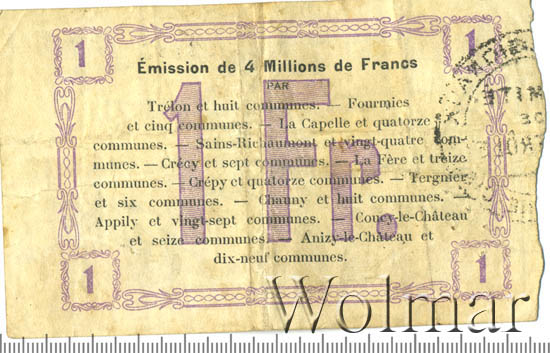 1
1
Émission de 4 Millions de Francs
PAR
Trélon et huit communes. — Fourmies
et cinq communes. — La Capelle et quatorze
communes. — Sains-Richaumont et vingt-quatre com-
munes. — Crécy et sept communes. — La Fère et treize
communes. — Crépy et quatorze communes. — Tergnier
et six communes. — Chauny et huit communes. —
Appily et vingt-sept communes. — Coucy-le-Château
et seize communes. — Anizy-le-Château et
dix-neuf communes.
1 Fr.
1
1
Wolmar